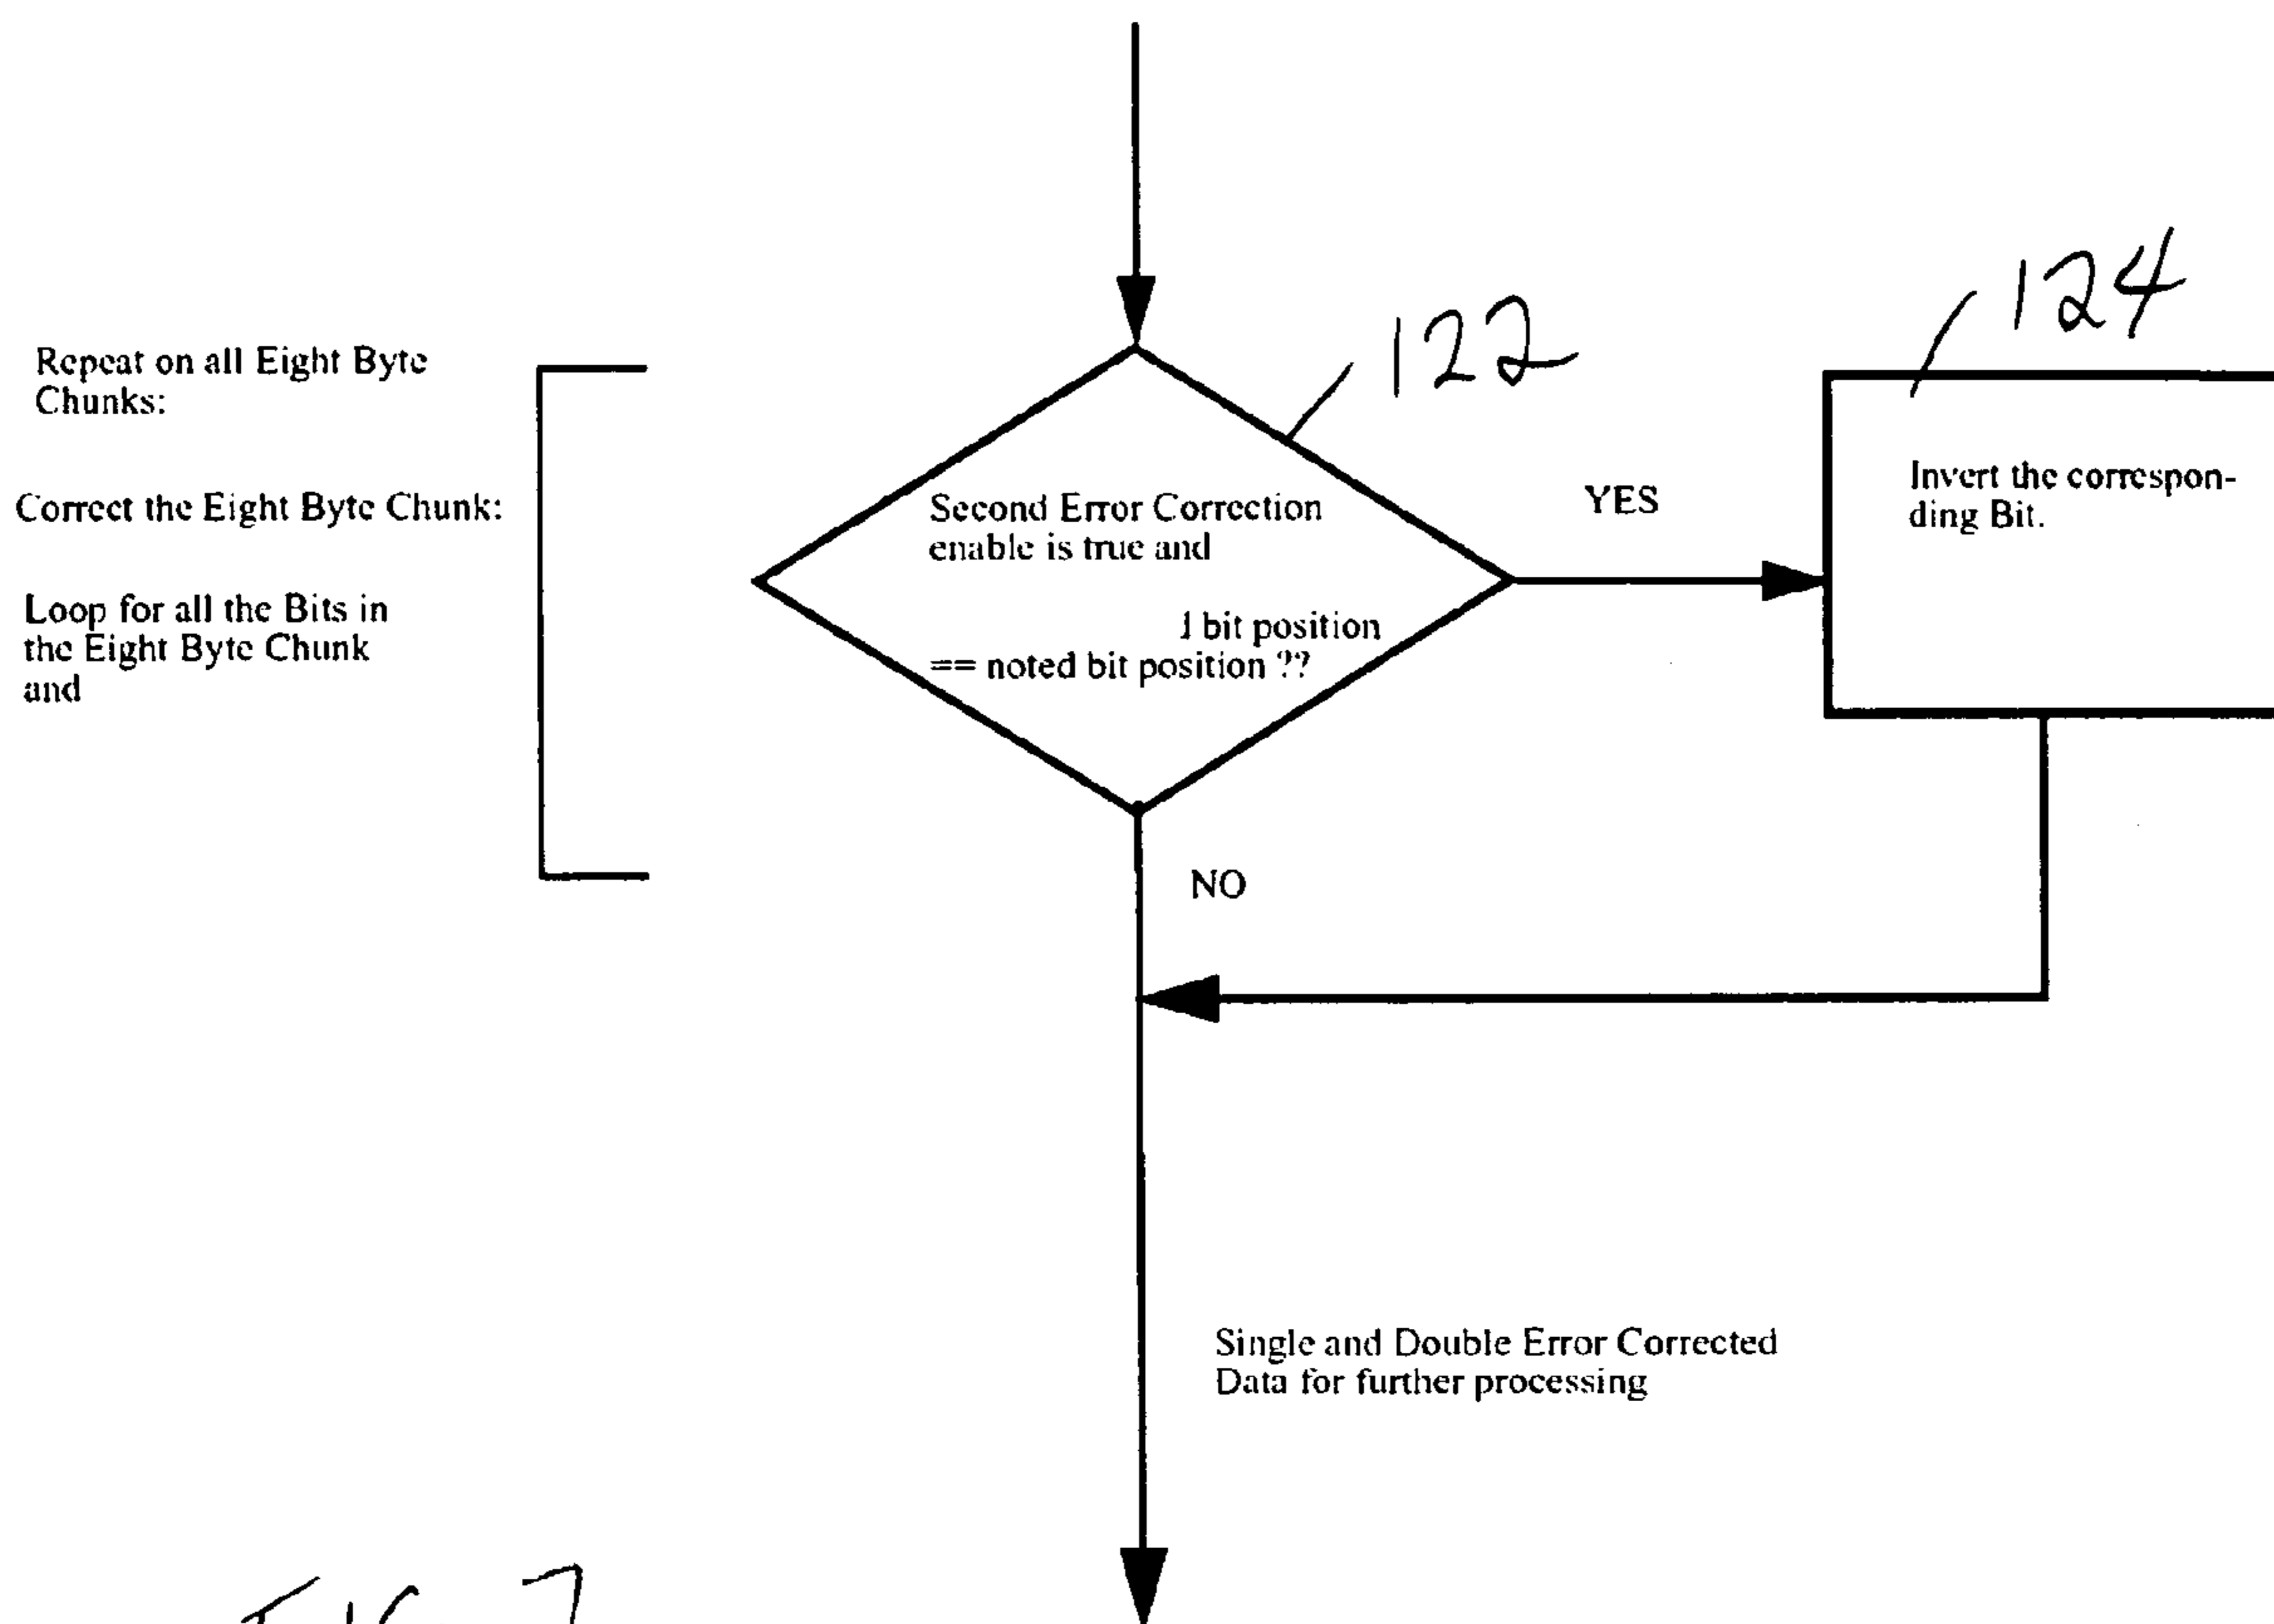 122
124
Repeat on all Eight Byte
Chunks:
Correct the Eight Byte Chunk:
Loop for all the Bits in
the Eight Byte Chunk
and
Second Error Correction
enable is true and
1 bit position
== noted bit position ??
YES
Invert the correspon-
ding Bit.
NO
Single and Double Error Corrected
Data for further processing
FIG. 7